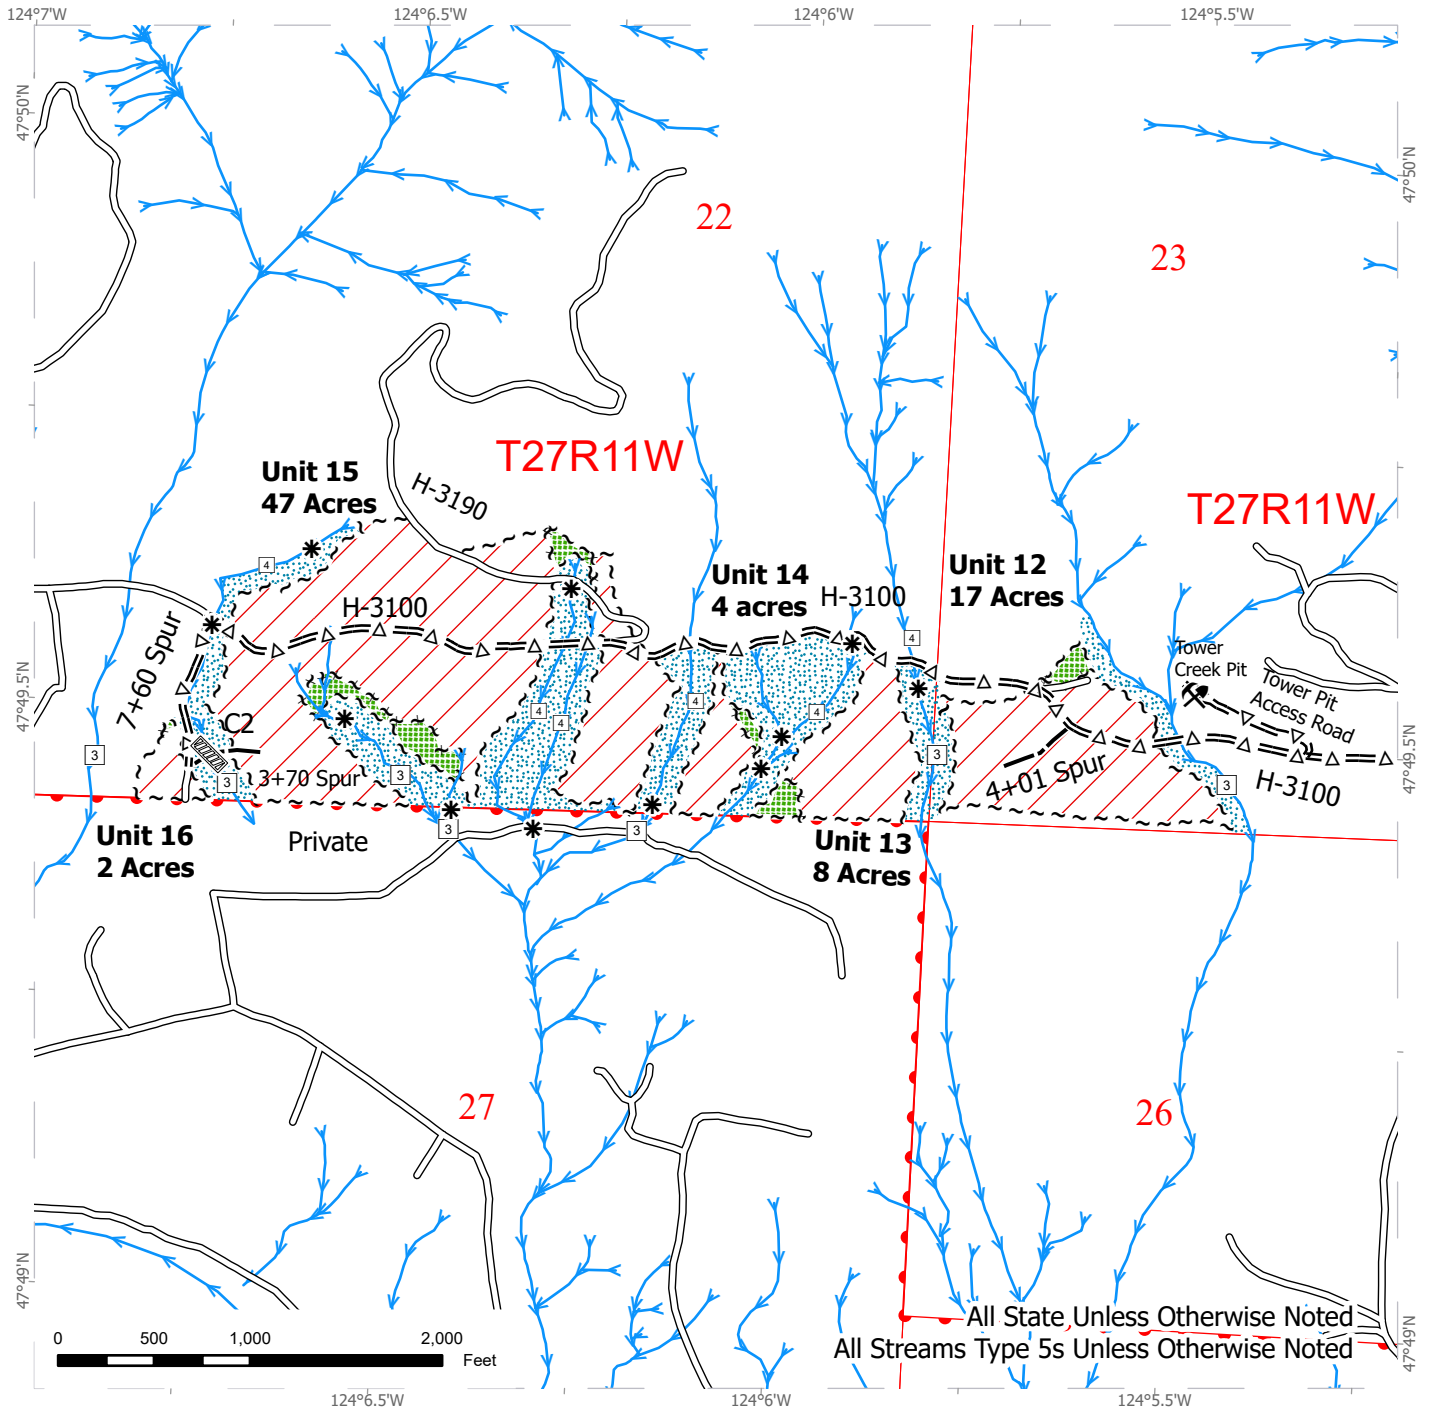 124°7'W
124°6.5'W
124°6'W
124°5.5'W
47°50'N
47°50'N
22
23
T27R11W
T27R11W
Unit 15
47 Acres
H-3190
4
Unit 14
4 acres
H-3100
Unit 12
17 Acres
H-3100
4
Tower
Creek Pit
Tower Pit
Access Road
7+60 Spur
47°49.5'N
47°49.5'N
4
4
4
4
C2
3
3
3
3
3
3+70 Spur
4+01 Spur
H-3100
3
3
Unit 16
2 Acres
Private
Unit 13
8 Acres
27
26
47°49'N
47°49'N
All State Unless Otherwise Noted
All Streams Type 5s Unless Otherwise Noted
0 500 1,000 2,000
Feet
124°6.5'W
124°6'W
124°5.5'W